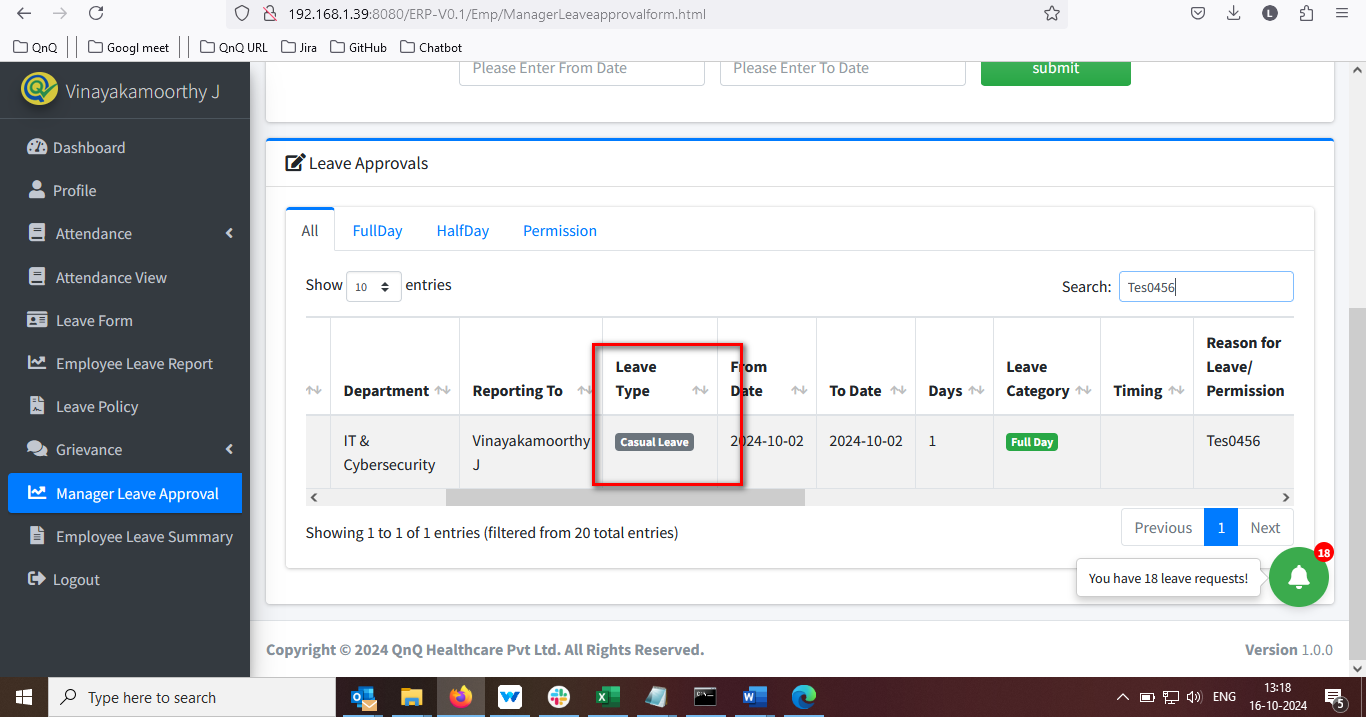 192.168.1.39:8080/ERP-V0.1/Emp/ManagerLeaveapprovalform.html
L
QnQ
Googl meet
QnQ URL
Jira
GitHub
Chatbot
Vinayakamoorthy J
Dashboard
Profile
Attendance
Attendance View
Leave Form
Employee Leave Report
Leave Policy
Grievance
Manager Leave Approval
Employee Leave Summary
Logout
Please Enter From Date
Please Enter To Date
submit
Leave Approvals
All
FullDay
HalfDay
Permission
Show 10 entries
Search: Tes0456
Department
Reporting To
Leave
Type
From
Date
To Date
Days
Leave
Category
Timing
Reason for
Leave/
Permission
IT &
Cybersecurity
Vinayakamoorthy
J
Casual Leave
2024-10-02
2024-10-02
1
Full Day
Tes0456
Showing 1 to 1 of 1 entries (filtered from 20 total entries)
Previous
1
Next
18
You have 18 leave requests!
Copyright © 2024 QnQ Healthcare Pvt Ltd. All Rights Reserved.
Version 1.0.0
Type here to search
ENG
13:18
16-10-2024
5